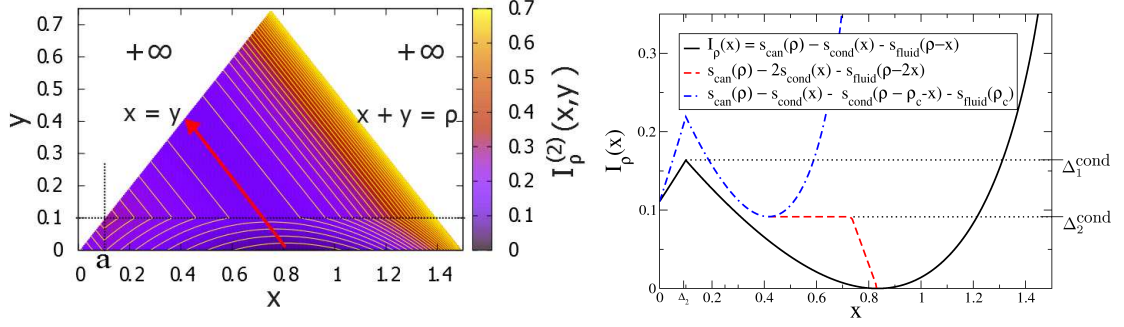 0.7
0.6
0.5
0.4
0.3
0.2
0.1
0
y
+∞
+∞
x = y
x + y = ρ
a
0 0.2 0.4 0.6 0.8 1 1.2 1.4
x
0.7
0.6
0.5
0.4
0.3
0.2
0.1
0
I_ρ^(2)(x,y)
I_ρ(x) = s_can(ρ) − s_cond(x) - s_fluid(ρ−x)
s_can(ρ) − 2s_cond(x) - s_fluid(ρ−2x)
s_can(ρ) − s_cond(x) - s_cond(ρ − ρ_c-x) - s_fluid(ρ_c)
0.3
0.2
0.1
0
I_ρ(x)
Δ_1^cond
Δ_2^cond
0 Δ_2 0.2 0.4 0.6 0.8 1 1.2 1.4
x